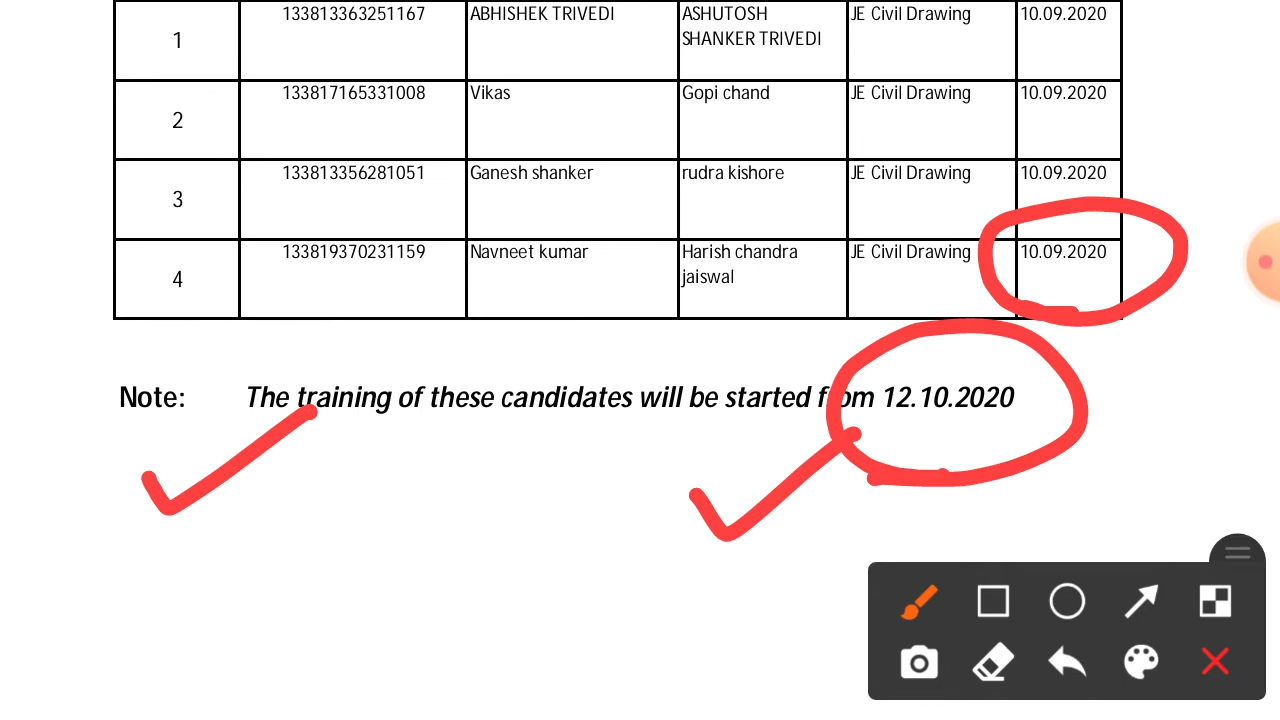 1 133813363251167 ABHISHEK TRIVEDI ASHUTOSH JE Civil Drawing 10.09.2020
SHANKER TRIVEDI
2 133817165331008 Vikas Gopi chand JE Civil Drawing 10.09.2020
3 133813356281051 Ganesh shanker rudra kishore JE Civil Drawing 10.09.2020
4 133819370231159 Navneet kumar Harish chandra JE Civil Drawing 10.09.2020
jaiswal
Note: The training of these candidates will be started from 12.10.2020